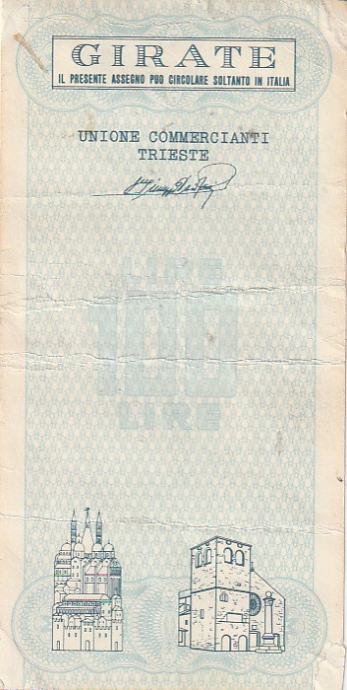 GIRATE
IL PRESENTE ASSEGNO PUÒ CIRCOLARE SOLTANTO IN ITALIA
UNIONE COMMERCIANTI
TRIESTE
LIRE
100
LIRE